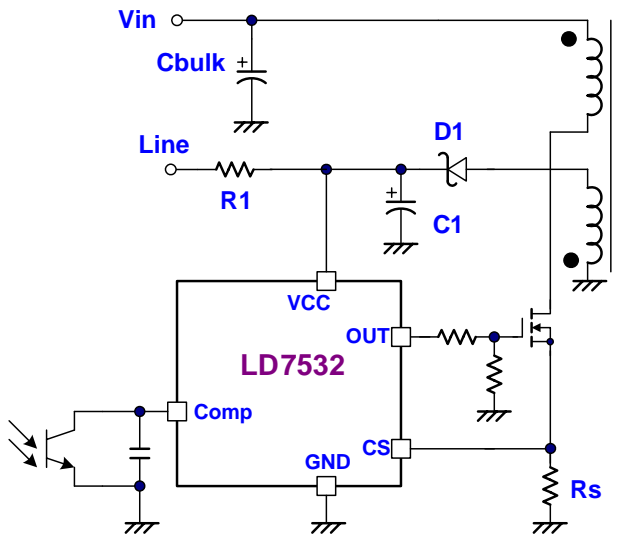 Vin
Cbulk
+
Line
D1
R1
+
C1
VCC
OUT
LD7532
Comp
CS
GND
Rs